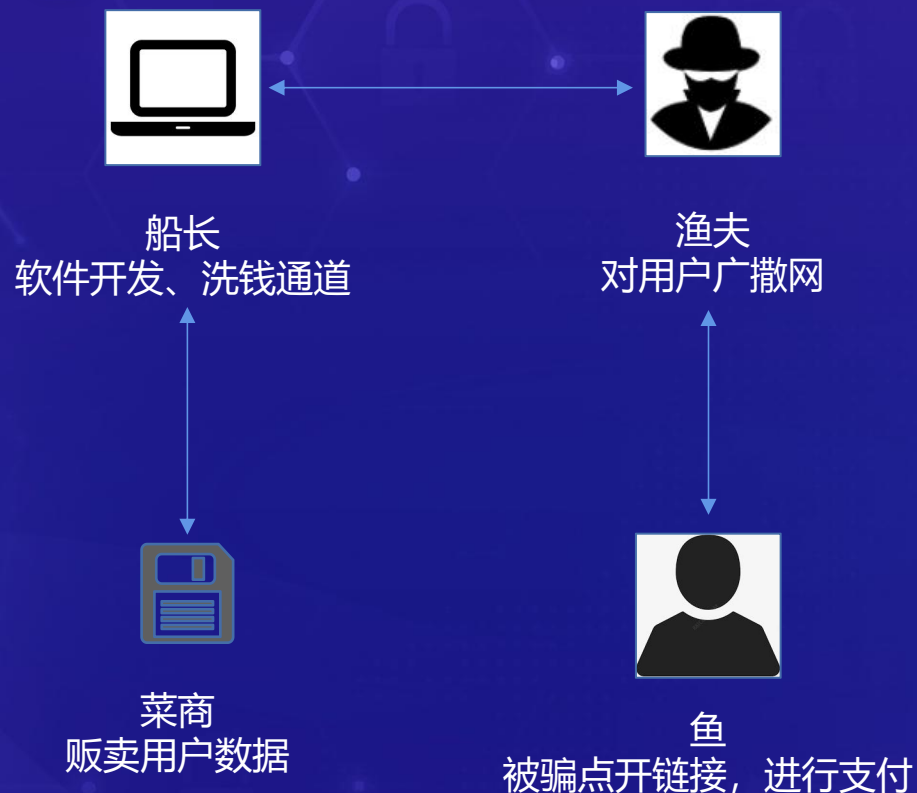 船长
软件开发、洗钱通道
渔夫
对用户广撒网
菜商
贩卖用户数据
鱼
被骗点开链接，进行支付